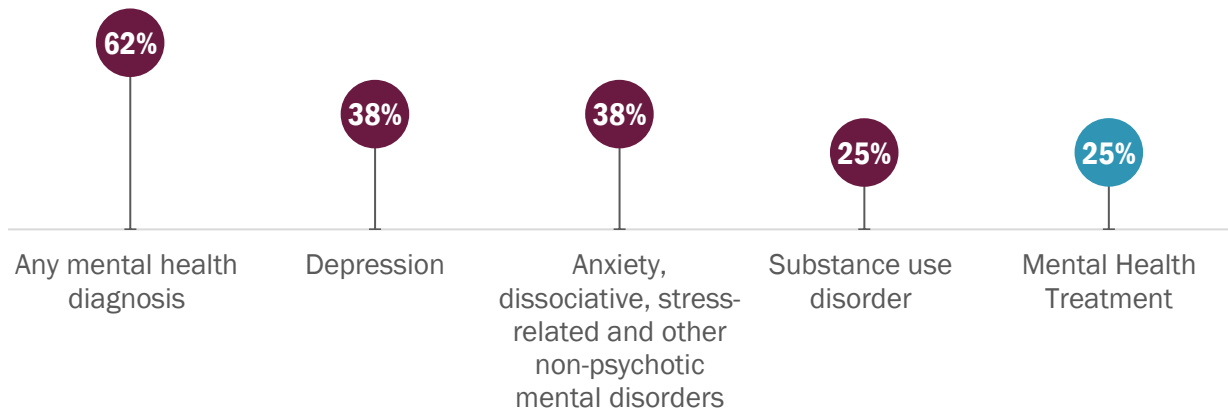 62%
38%
38%
25%
25%
Any mental health
diagnosis
Depression
Anxiety,
dissociative, stress-
related and other
non-psychotic
mental disorders
Substance use
disorder
Mental Health
Treatment